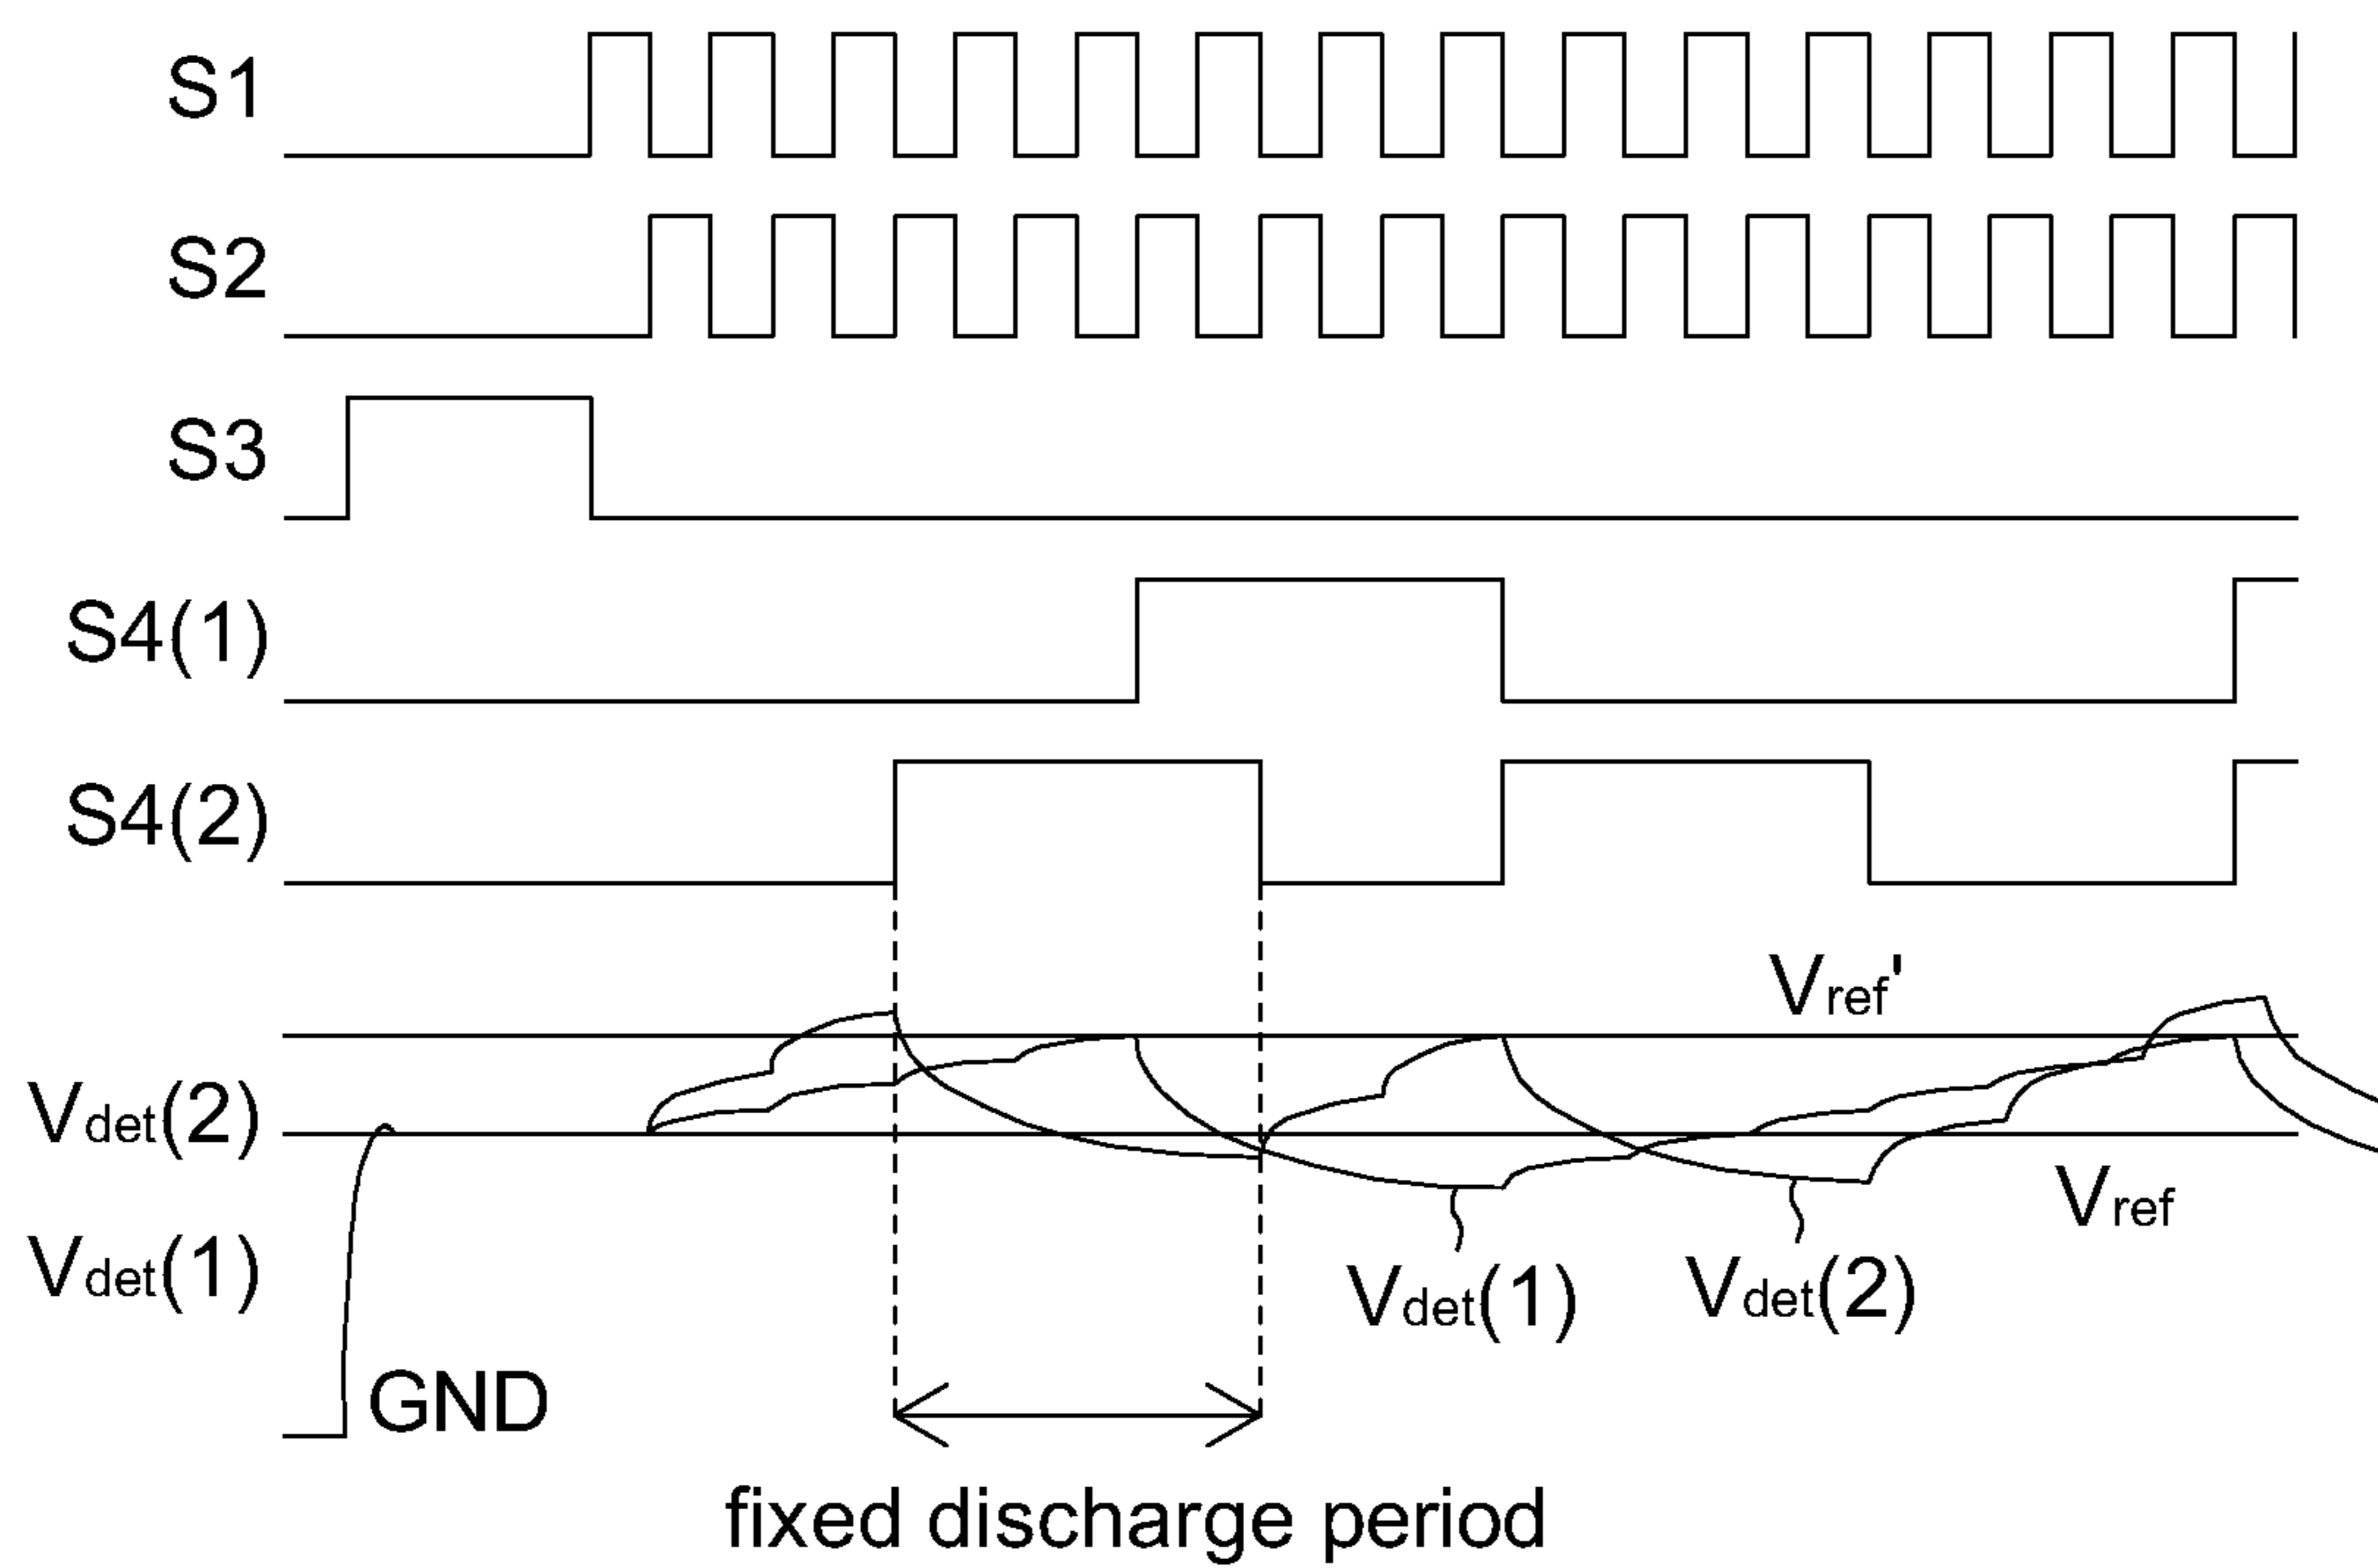 S1
S2
S3
S4(1)
S4(2)
Vref'
Vdet(2)
Vref
Vdet(1)
Vdet(1)
Vdet(2)
GND
fixed discharge period